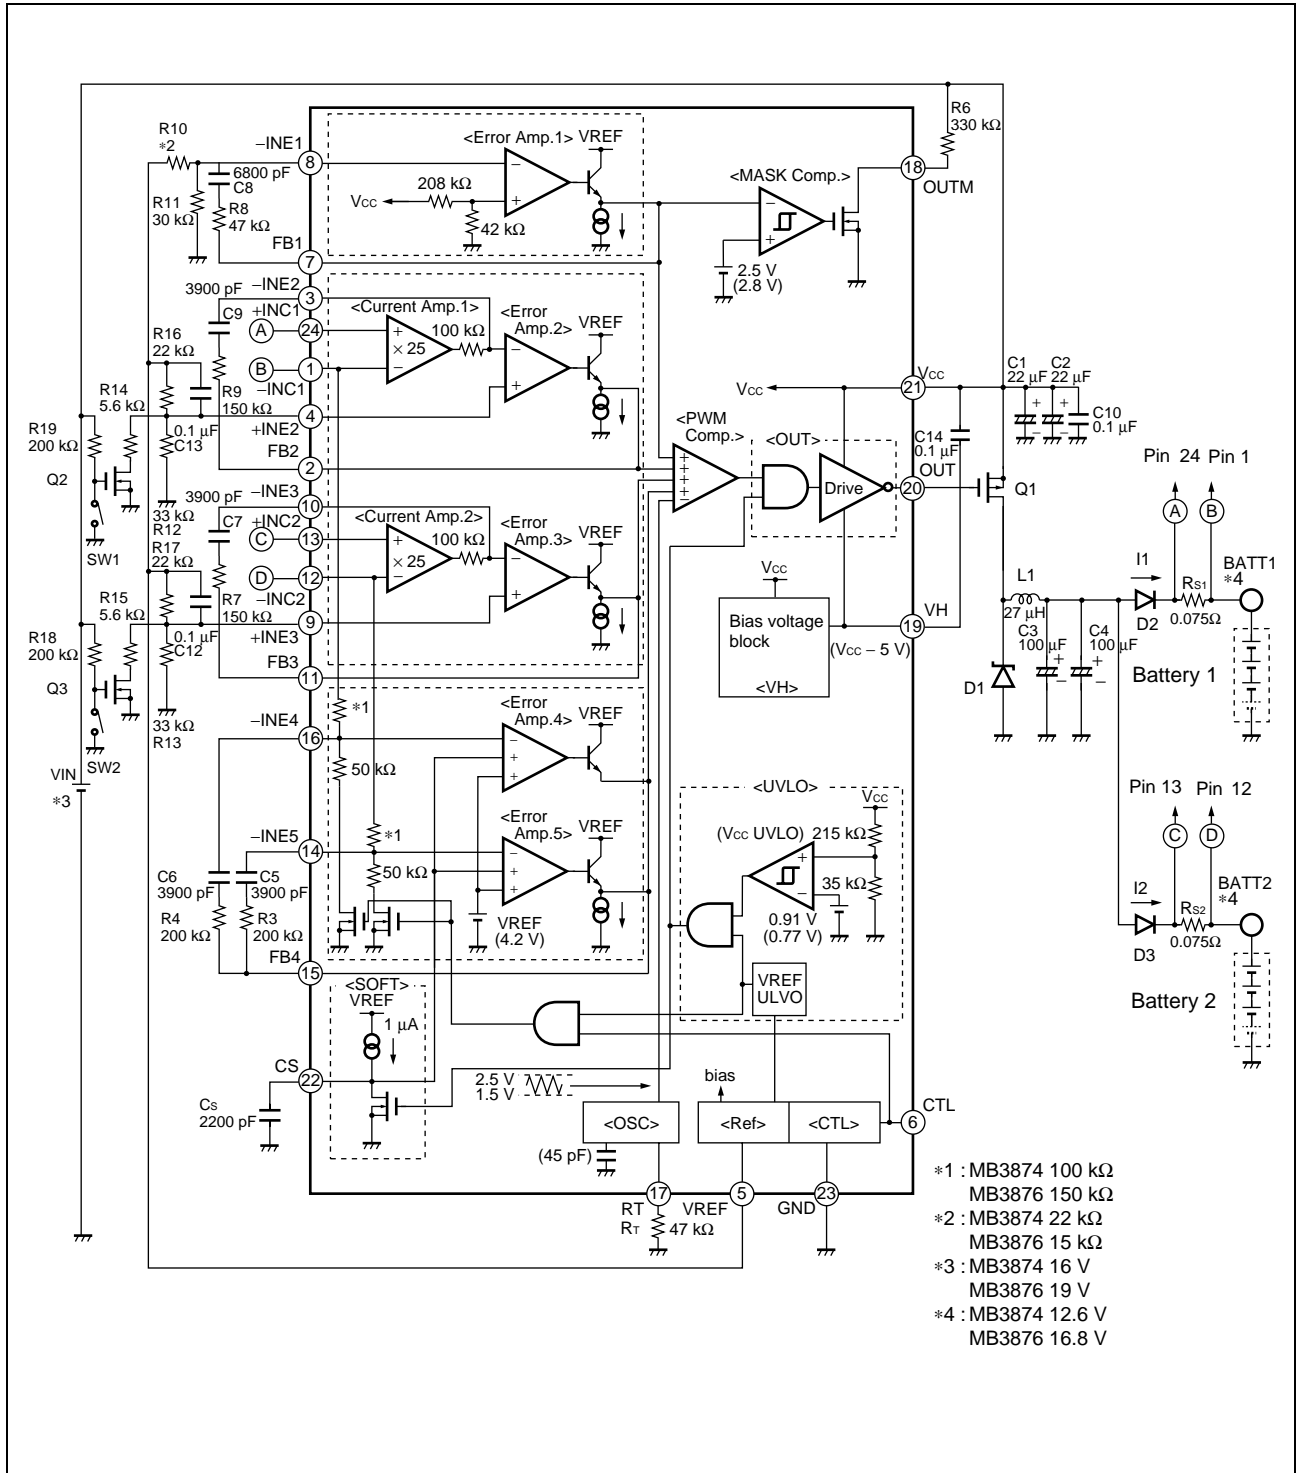 R6
330 kΩ
R10
*2
−INE1
8
<Error Amp.1>
VREF
18
OUTM
<MASK Comp.>
6800 pF
C8
R11
30 kΩ
R8
47 kΩ
Vcc
208 kΩ
42 kΩ
−
+
−
+
2.5 V
(2.8 V)
FB1
7
3900 pF
−INE2
3
+INC1
C9
A
24
<Current Amp.1>
100 kΩ
<Error
Amp.2>
VREF
+
× 25
−
−
+
R16
22 kΩ
B
1
−INC1
R14
5.6 kΩ
R9
150 kΩ
4
+INE2
R19
200 kΩ
0.1 µF
C13
FB2
2
Q2
SW1
33 kΩ
R12
Vcc
21
Vcc
C1
22 µF
C2
22 µF
+
−
+
−
C10
0.1 µF
<PWM
Comp.>
+
+
+
+
−
<OUT>
Drive
C14
0.1 µF
OUT
20
Q1
Pin 24
Pin 1
A
B
3900 pF
−INE3
10
C7
+INC2
C
13
<Current Amp.2>
100 kΩ
<Error
Amp.3>
VREF
+
× 25
−
−
+
R17
22 kΩ
D
12
−INC2
R15
5.6 kΩ
R7
150 kΩ
9
+INE3
R18
200 kΩ
0.1 µF
C12
FB3
11
Q3
SW2
33 kΩ
R13
Vcc
Bias voltage
block
<VH>
VH
19
(Vcc − 5 V)
L1
27 µH
C3
100 µF
+
−
C4
100 µF
+
−
D1
I1
D2
RS1
0.075Ω
BATT1
*4
Battery 1
*1
−INE4
16
50 kΩ
<Error
Amp.4>
VREF
−
+
+
VIN
*3
−INE5
14
*1
50 kΩ
<Error
Amp.5>
VREF
−
+
+
C6
3900 pF
C5
3900 pF
R4
200 kΩ
R3
200 kΩ
VREF
(4.2 V)
FB4
15
<UVLO>
Vcc
(Vcc UVLO)
215 kΩ
+
−
35 kΩ
0.91 V
(0.77 V)
VREF
ULVO
Pin 13
Pin 12
C
D
I2
D3
RS2
0.075Ω
BATT2
*4
Battery 2
<SOFT>
VREF
1 µA
CS
22
Cs
2200 pF
2.5 V
1.5 V
bias
<OSC>
(45 pF)
<Ref>
<CTL>
CTL
6
RT
17
RT
47 kΩ
VREF
5
GND
23
*1 : MB3874 100 kΩ
MB3876 150 kΩ
*2 : MB3874 22 kΩ
MB3876 15 kΩ
*3 : MB3874 16 V
MB3876 19 V
*4 : MB3874 12.6 V
MB3876 16.8 V